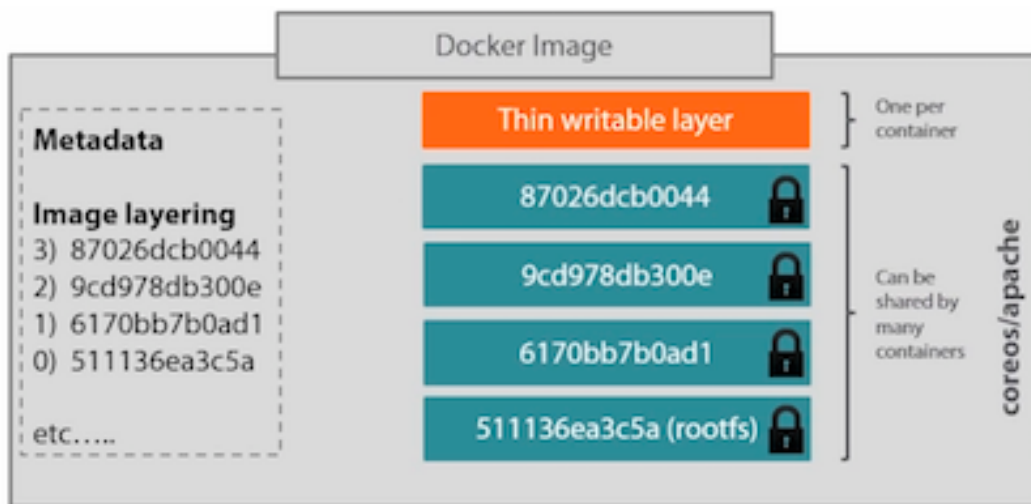 Docker Image
Metadata
Image layering
3) 87026dcb0044
2) 9cd978db300e
1) 6170bb7b0ad1
0) 511136ea3c5a
etc.....
Thin writable layer
87026dcb0044
9cd978db300e
6170bb7b0ad1
511136ea3c5a (rootfs)
One per
container
Can be
shared by
many
containers
coreos/apache